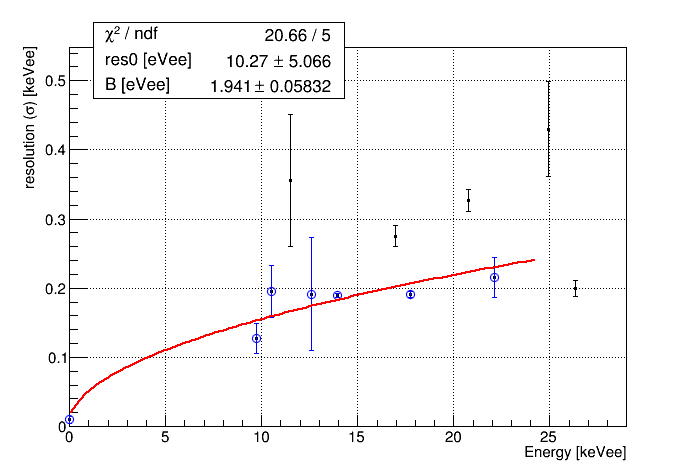 χ² / ndf 20.66 / 5
res0 [eVee] 10.27 ± 5.066
B [eVee] 1.941 ± 0.05832
resolution (σ) [keVee]
0.5
0.4
0.3
0.2
0.1
0
0 5 10 15 20 25
Energy [keVee]